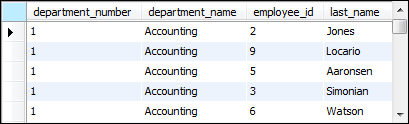 department_number department_name employee_id last_name
1 Accounting 2 Jones
1 Accounting 9 Locario
1 Accounting 5 Aaronsen
1 Accounting 3 Simonian
1 Accounting 6 Watson